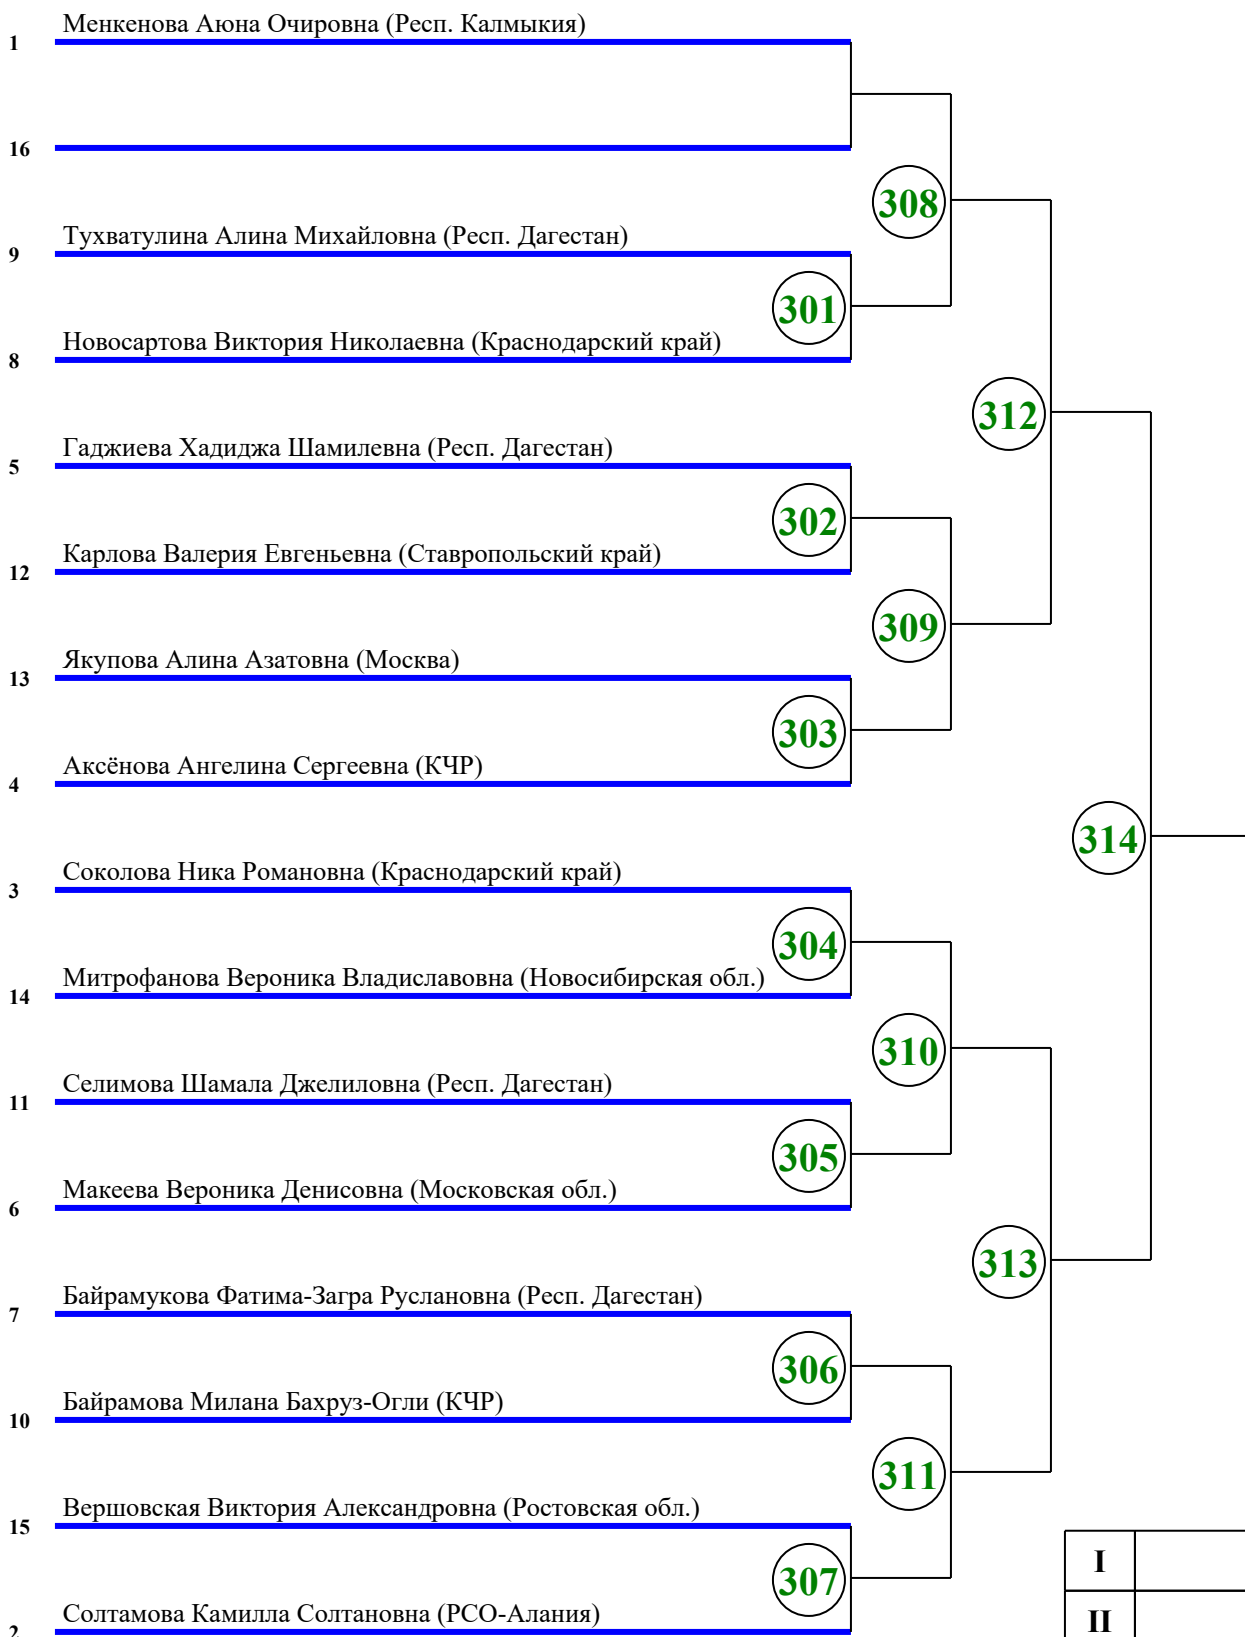 Менкенова Аюна Очировна (Респ. Калмыкия)
1
16
308
Тухватулина Алина Михайловна (Респ. Дагестан)
9
301
Новосартова Виктория Николаевна (Краснодарский край)
8
312
Гаджиева Хадиджа Шамилевна (Респ. Дагестан)
5
302
Карлова Валерия Евгеньевна (Ставропольский край)
12
309
Якупова Алина Азатовна (Москва)
13
303
Аксёнова Ангелина Сергеевна (КЧР)
4
314
Соколова Ника Романовна (Краснодарский край)
3
304
Митрофанова Вероника Владиславовна (Новосибирская обл.)
14
310
Селимова Шамала Джелиловна (Респ. Дагестан)
11
305
Макеева Вероника Денисовна (Московская обл.)
6
313
Байрамукова Фатима-Загра Руслановна (Респ. Дагестан)
7
306
Байрамова Милана Бахруз-Огли (КЧР)
10
311
Вершовская Виктория Александровна (Ростовская обл.)
15
I
307
Солтамова Камилла Солтановна (РСО-Алания)
2
II